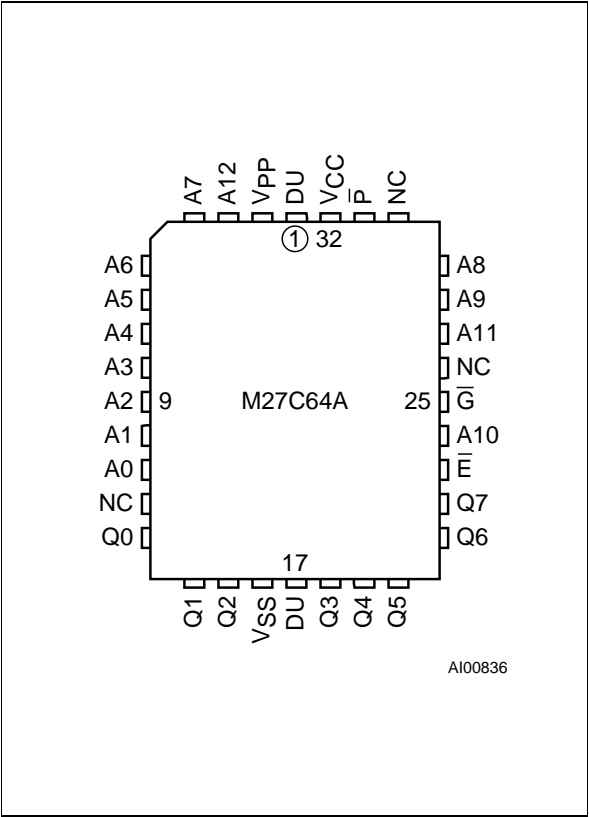 A7 A12 VPP DU VCC P̅ NC
1 32
A6 A8
A5 A9
A4 A11
A3 NC
A2 9 M27C64A 25 G̅
A1 A10
A0 E̅
NC Q7
Q0 Q6
17
Q1 Q2 VSS DU Q3 Q4 Q5
AI00836